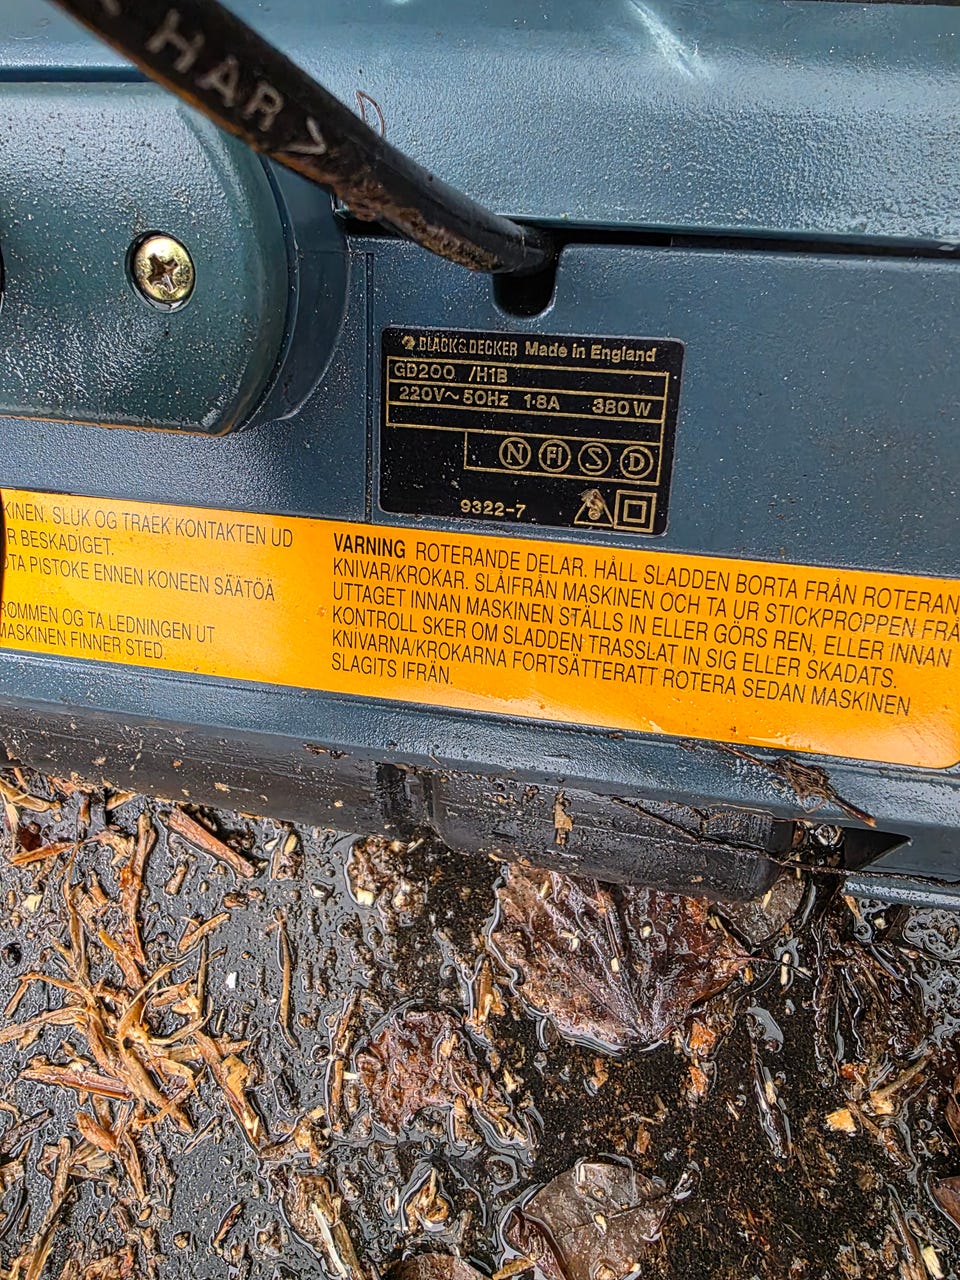 HAR>
BLACK&DECKER Made in England
GD200 /H1B
220V~50Hz 1·8A 380W
N FI S D
9322-7
KINEN. SLUK OG TRAEK KONTAKTEN UD
R BESKADIGET.
OTA PISTOKE ENNEN KONEEN SÄÄTÖÄ
ROMMEN OG TA LEDNINGEN UT
MASKINEN FINNER STED.
VARNING ROTERANDE DELAR. HÅLL SLADDEN BORTA FRÅN ROTERAN
KNIVAR/KROKAR. SLÅIFRÅN MASKINEN OCH TA UR STICKPROPPEN FRÅ
UTTAGET INNAN MASKINEN STÄLLS IN ELLER GÖRS REN, ELLER INNAN
KONTROLL SKER OM SLADDEN TRASSLAT IN SIG ELLER SKADATS.
KNIVARNA/KROKARNA FORTSÄTTERATT ROTERA SEDAN MASKINEN
SLAGITS IFRÄN.